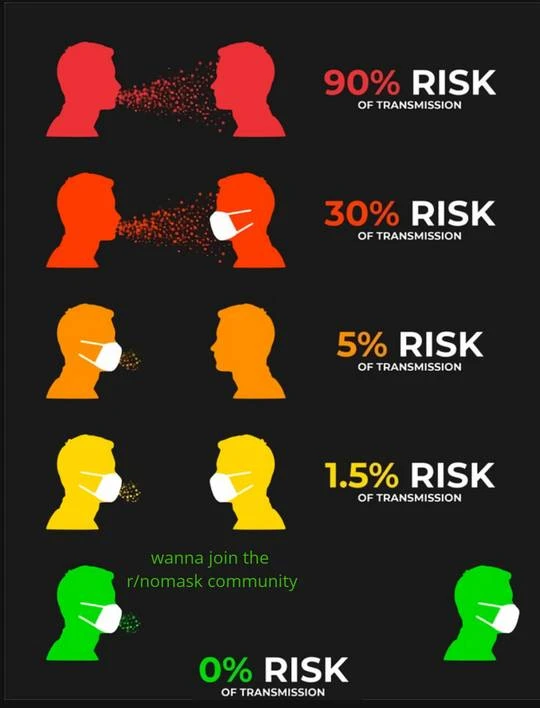 90% RISK
OF TRANSMISSION
30% RISK
OF TRANSMISSION
5% RISK
OF TRANSMISSION
1.5% RISK
OF TRANSMISSION
wanna join the
r/nomask community
0% RISK
OF TRANSMISSION